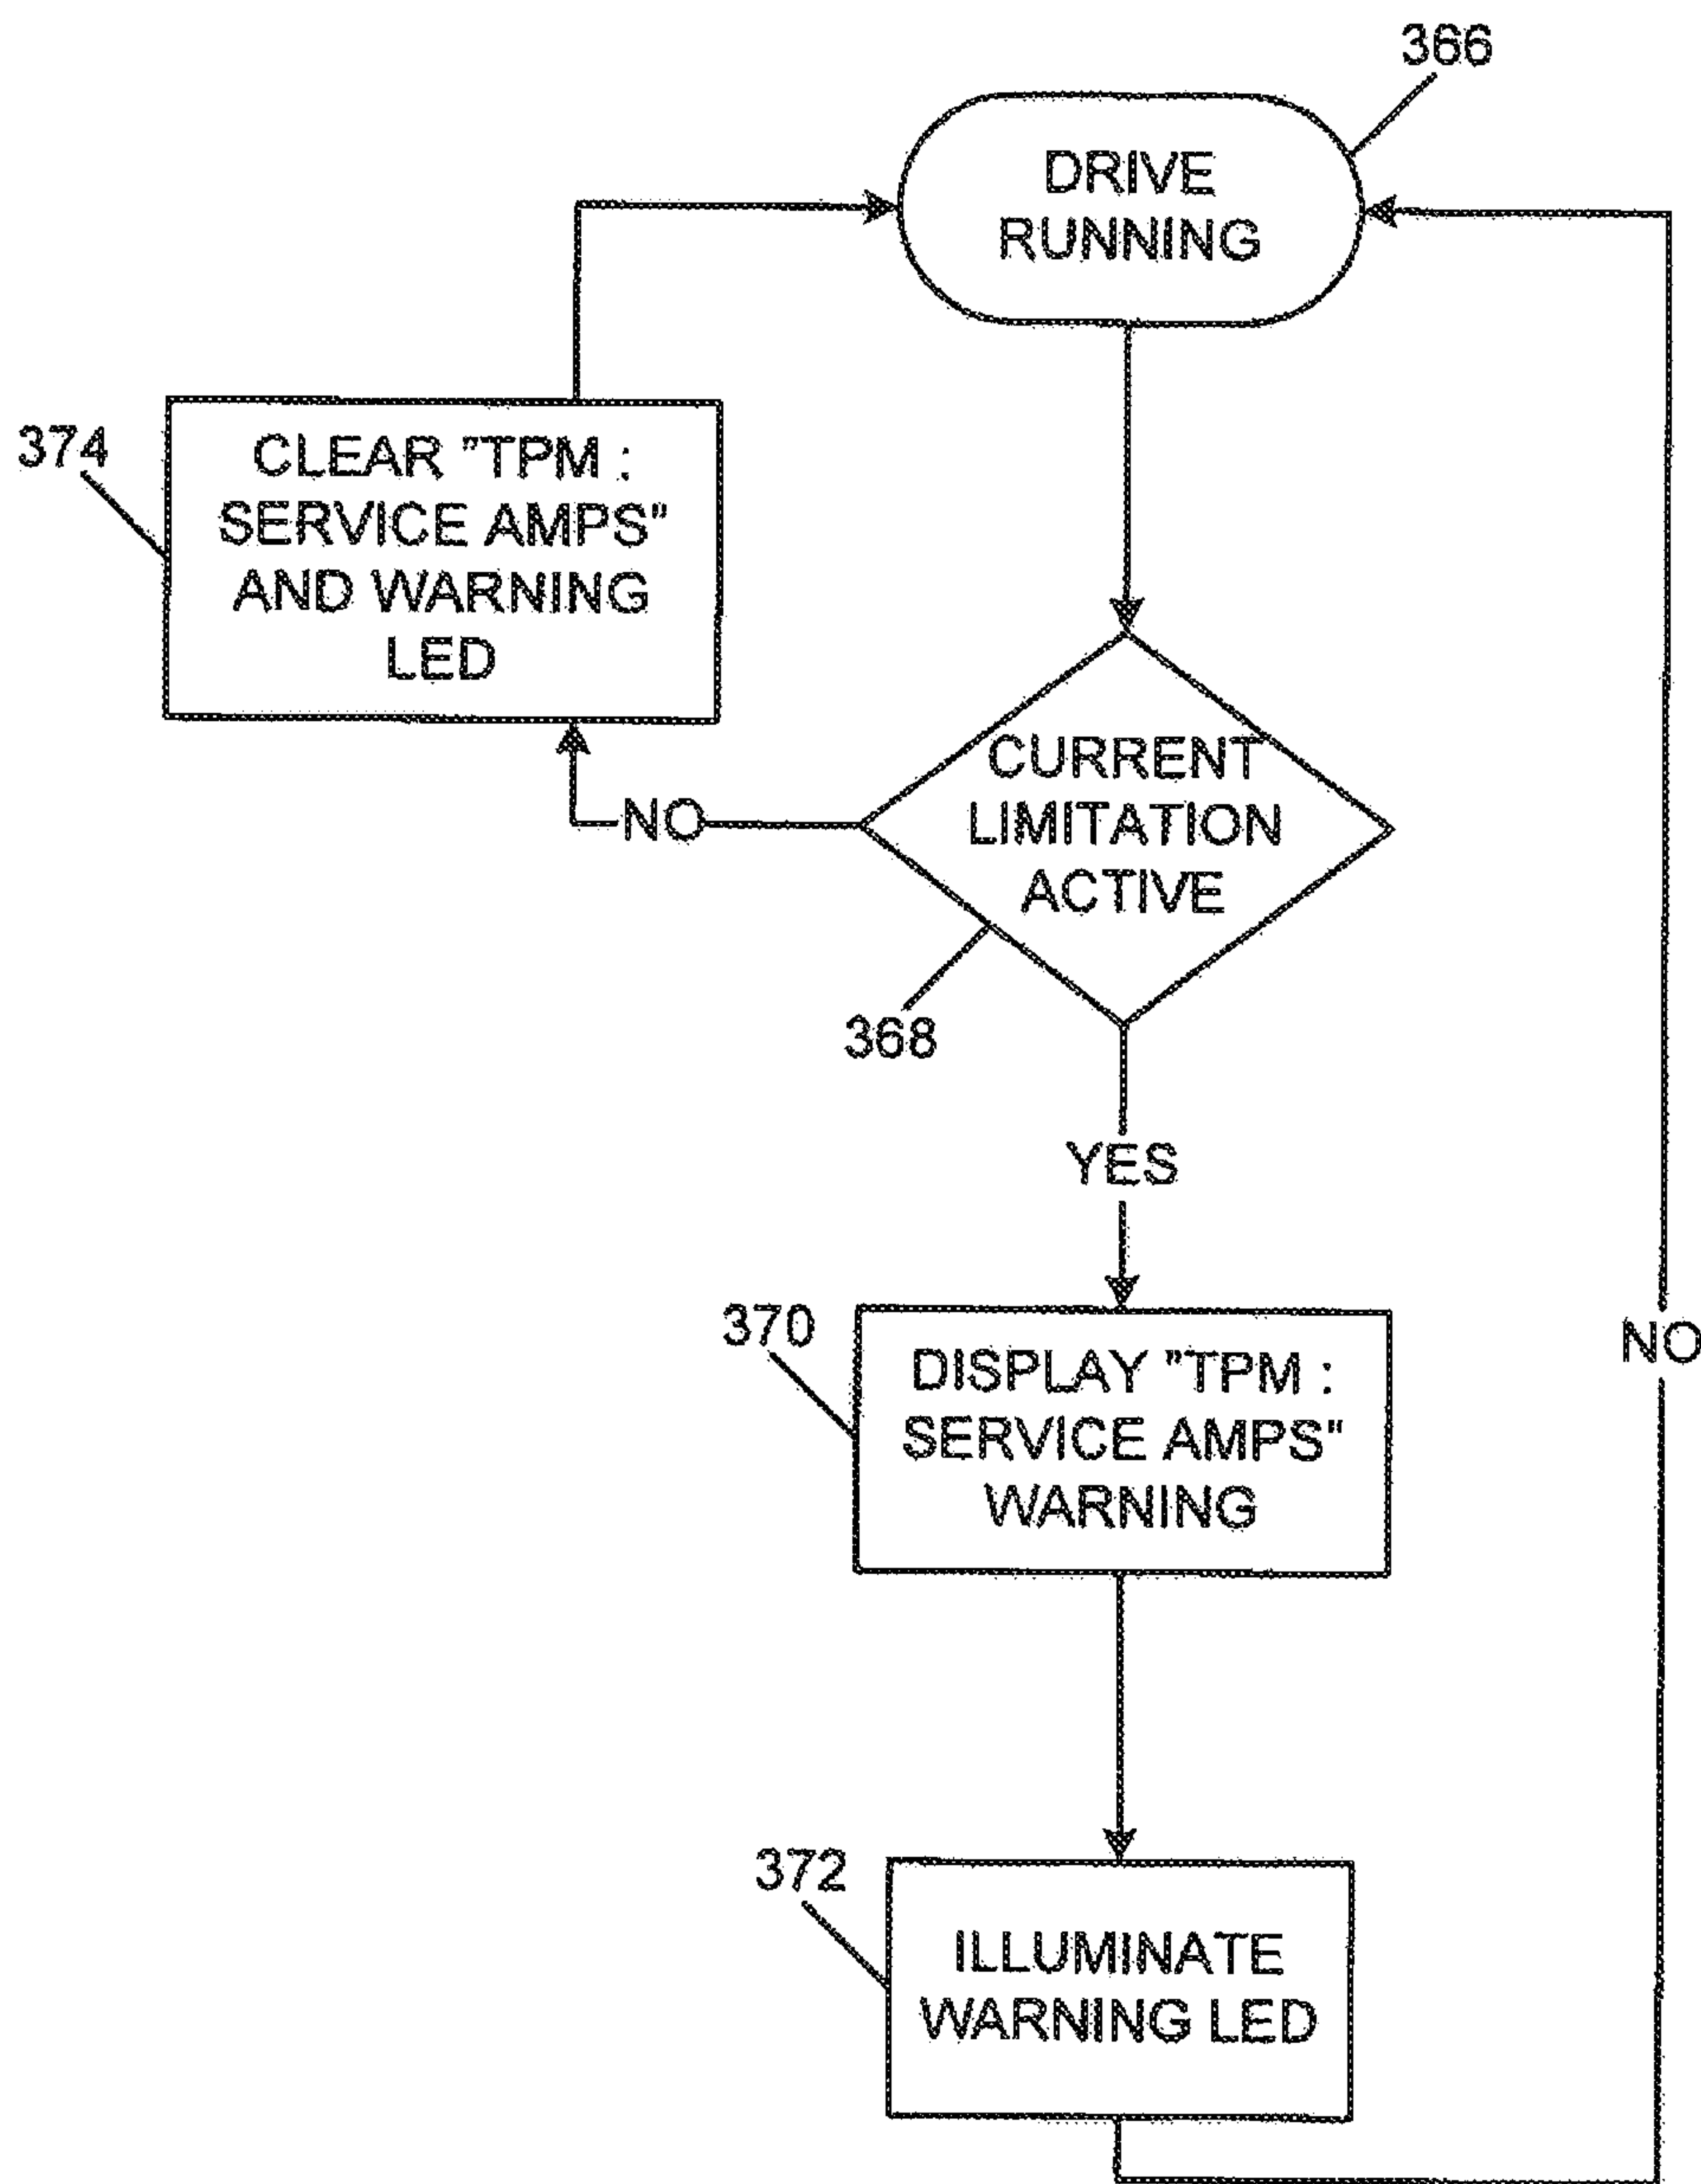 366
DRIVE
RUNNING
374
CLEAR "TPM :
SERVICE AMPS"
AND WARNING
LED
CURRENT
LIMITATION
ACTIVE
NO
368
YES
370
DISPLAY "TPM :
SERVICE AMPS"
WARNING
NO
372
ILLUMINATE
WARNING LED